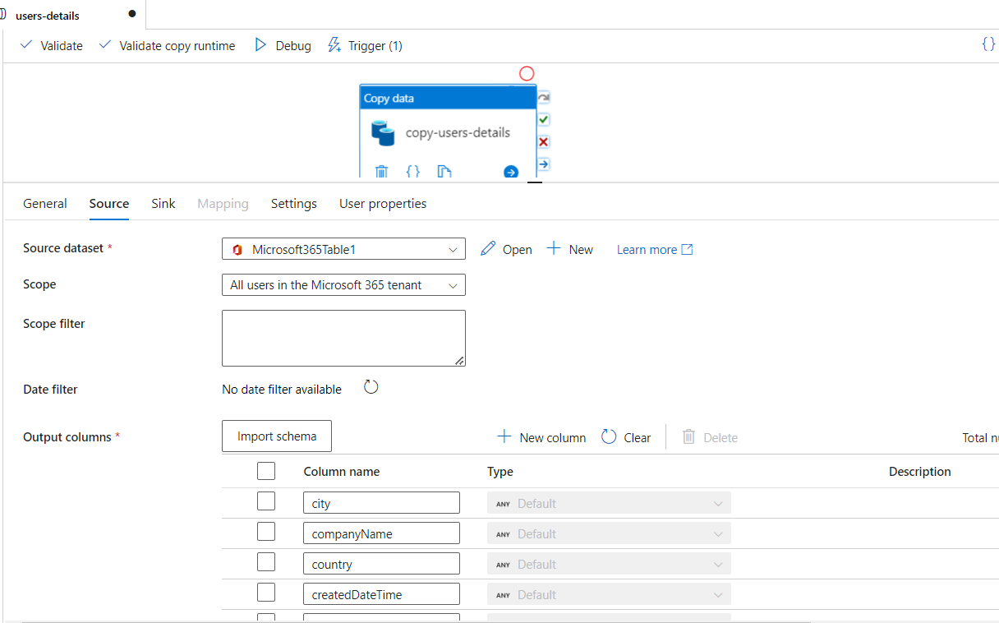 users-details
Validate Validate copy runtime Debug Trigger (1) {}
Copy data
copy-users-details
{}
General Source Sink Mapping Settings User properties
Source dataset * Microsoft365Table1 Open New Learn more
Scope All users in the Microsoft 365 tenant
Scope filter
Date filter No date filter available
Output columns * Import schema New column Clear Delete Total
Column name Type Description
city ANY Default
companyName ANY Default
country ANY Default
createdDateTime ANY Default